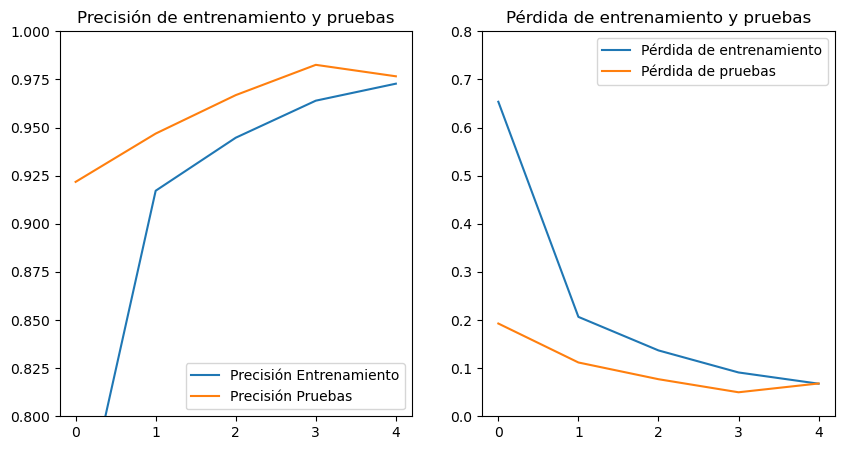 Precisión de entrenamiento y pruebas
1.000
0.975
0.950
0.925
0.900
0.875
0.850
0.825
0.800
0 1 2 3 4
Precisión Entrenamiento
Precisión Pruebas
Pérdida de entrenamiento y pruebas
0.8
0.7
0.6
0.5
0.4
0.3
0.2
0.1
0.0
0 1 2 3 4
Pérdida de entrenamiento
Pérdida de pruebas